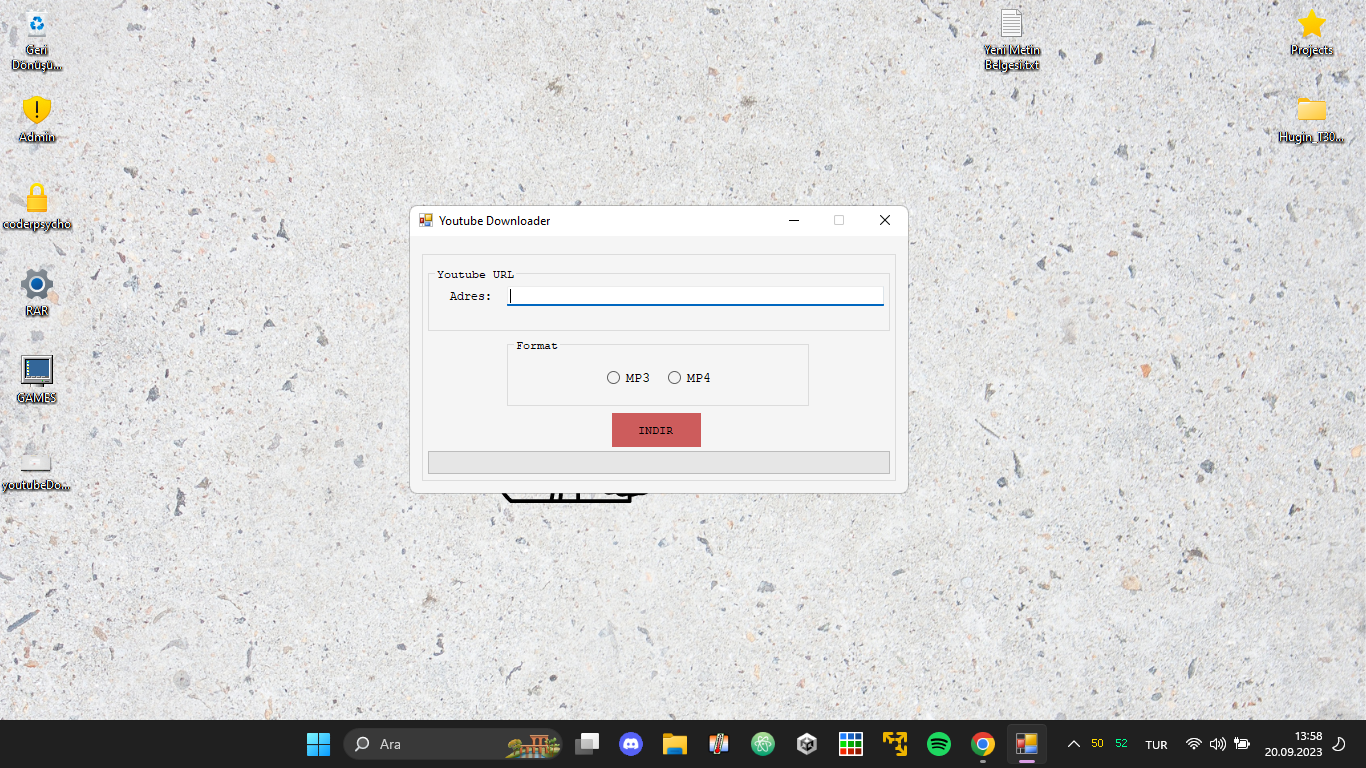 Geri
Dönüşü...
Admin
coderpsycho
RAR
GAMES
youtubeDo...
Yeni Metin
Belgesi.txt
Projects
Hugin_T30...
Youtube Downloader
Youtube URL
Adres:
Format
MP3 MP4
INDIR
Ara
50 52 TUR
13:58
20.09.2023